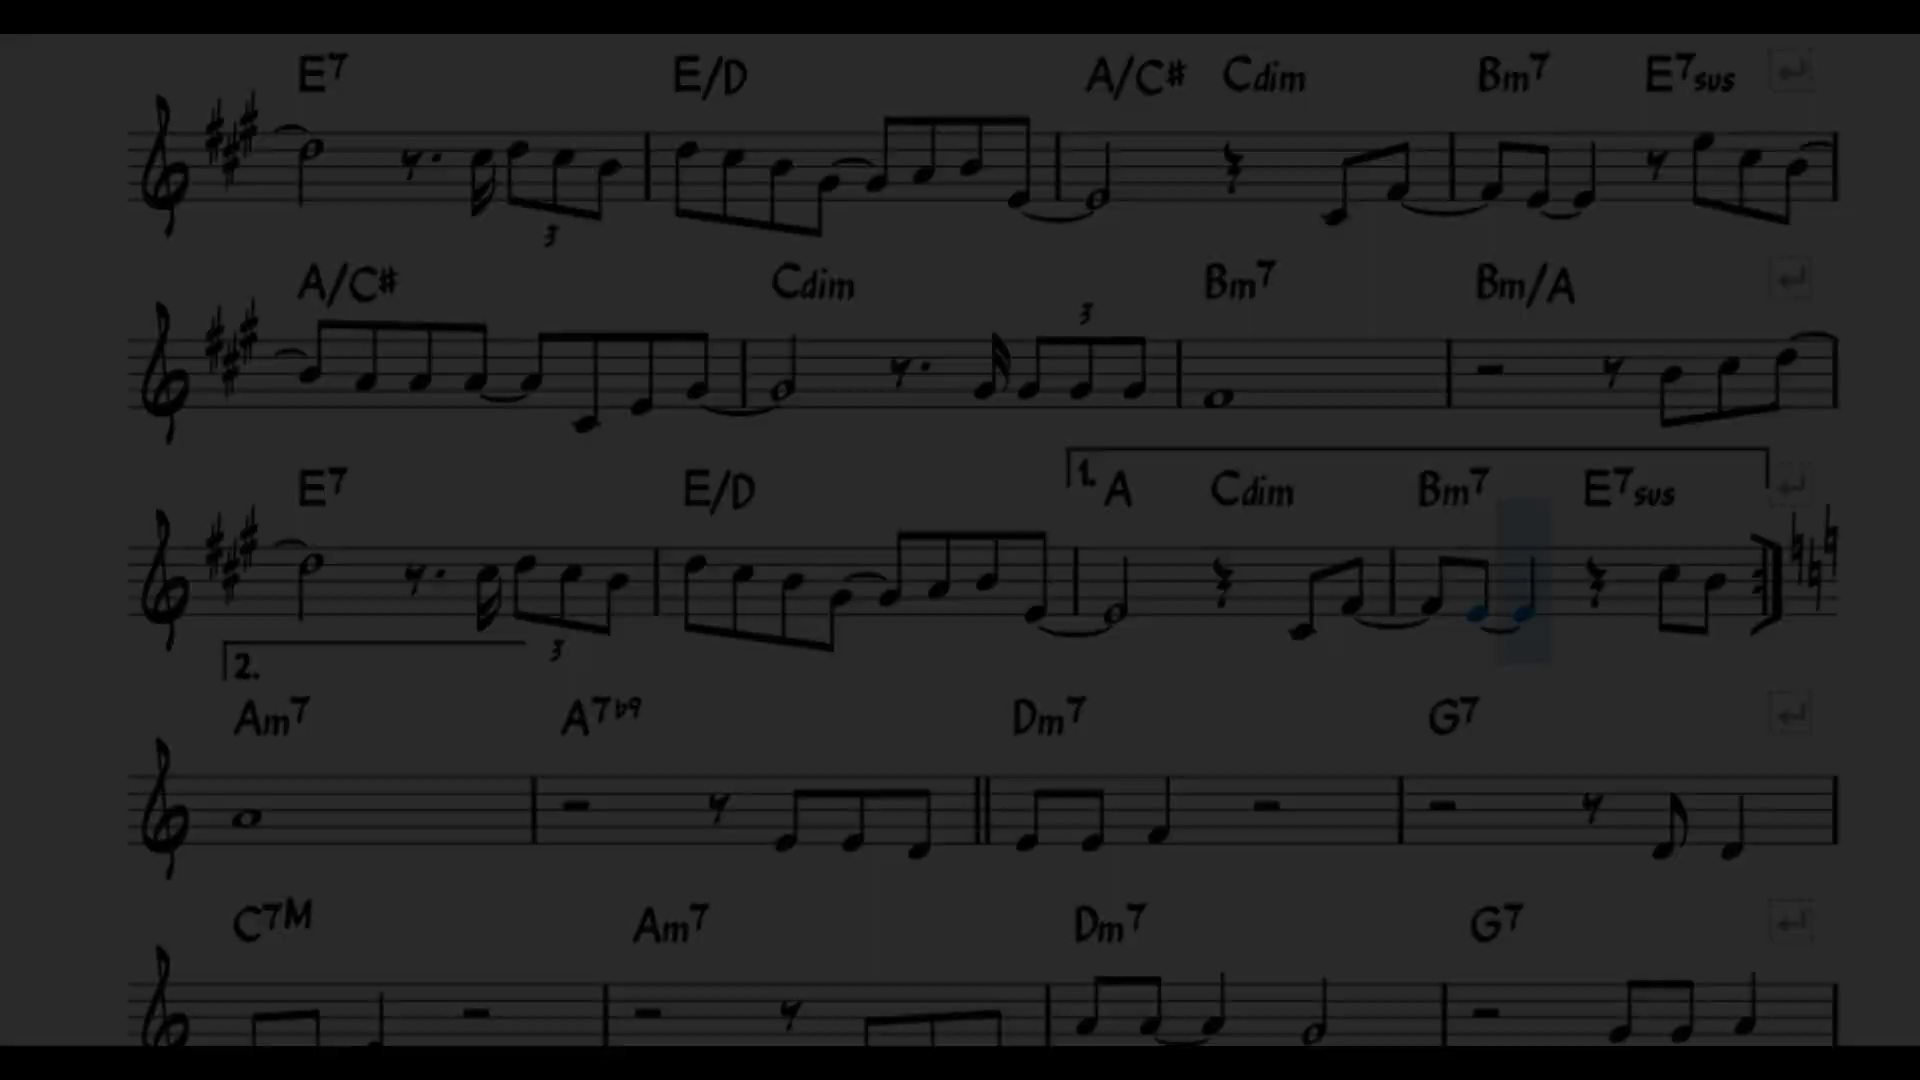 E7 E/D A/C# Cdim Bm7 E7sus
3
A/C# Cdim Bm7 Bm/A
3
E7 E/D 1. A Cdim Bm7 E7sus
3
2.
Am7 A7b9 Dm7 G7
C7M Am7 Dm7 G7